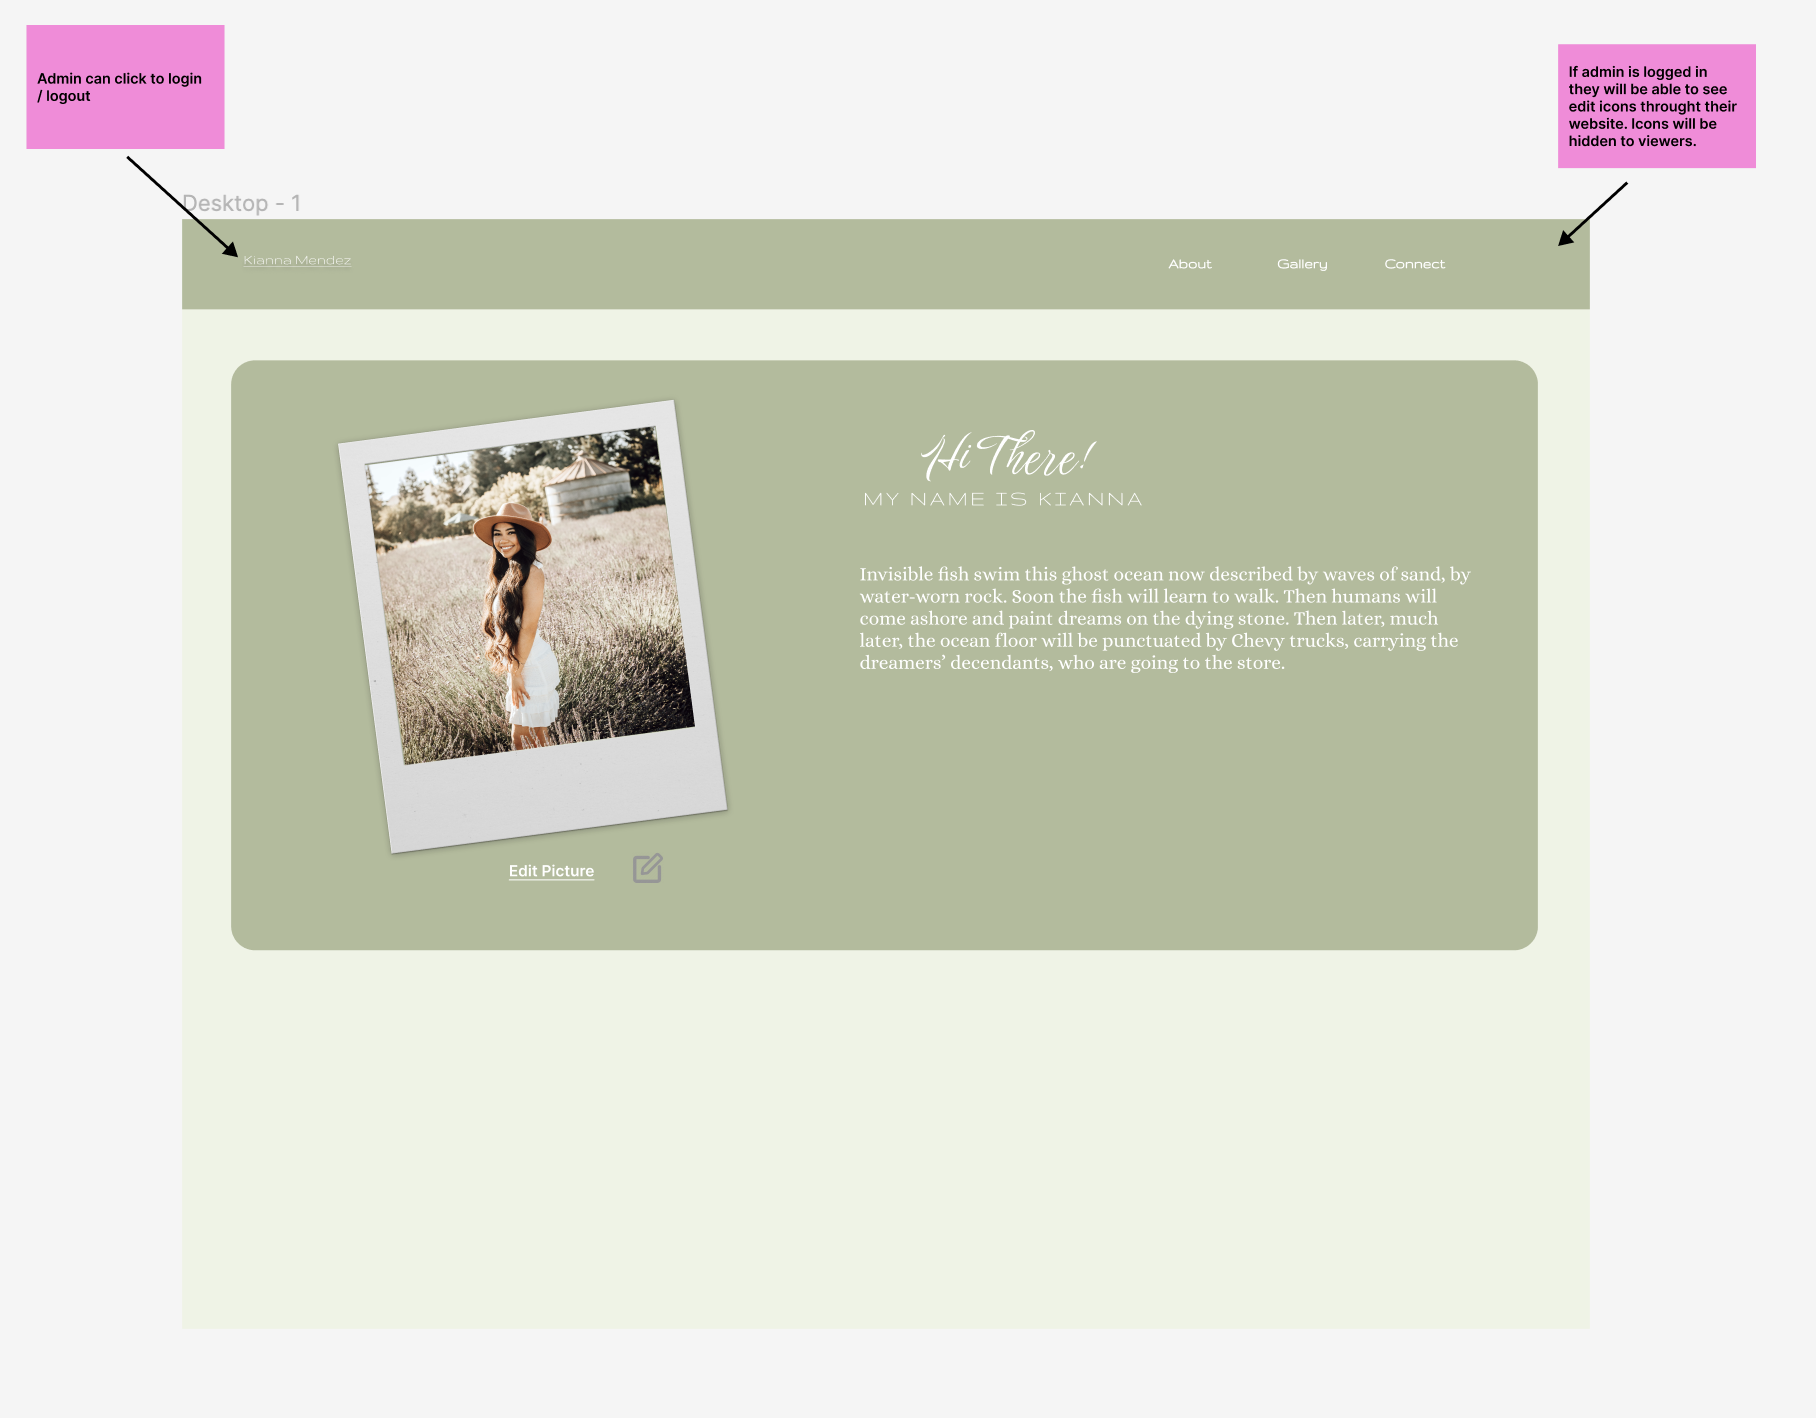 Admin can click to login
/ logout
If admin is logged in
they will be able to see
edit icons throught their
website. Icons will be
hidden to viewers.
Desktop - 1
Kianna Mendez
About
Gallery
Connect
Hi There!
MY NAME IS KIANNA
Invisible fish swim this ghost ocean now described by waves of sand, by
water-worn rock. Soon the fish will learn to walk. Then humans will
come ashore and paint dreams on the dying stone. Then later, much
later, the ocean floor will be punctuated by Chevy trucks, carrying the
dreamers’ decendants, who are going to the store.
Edit Picture